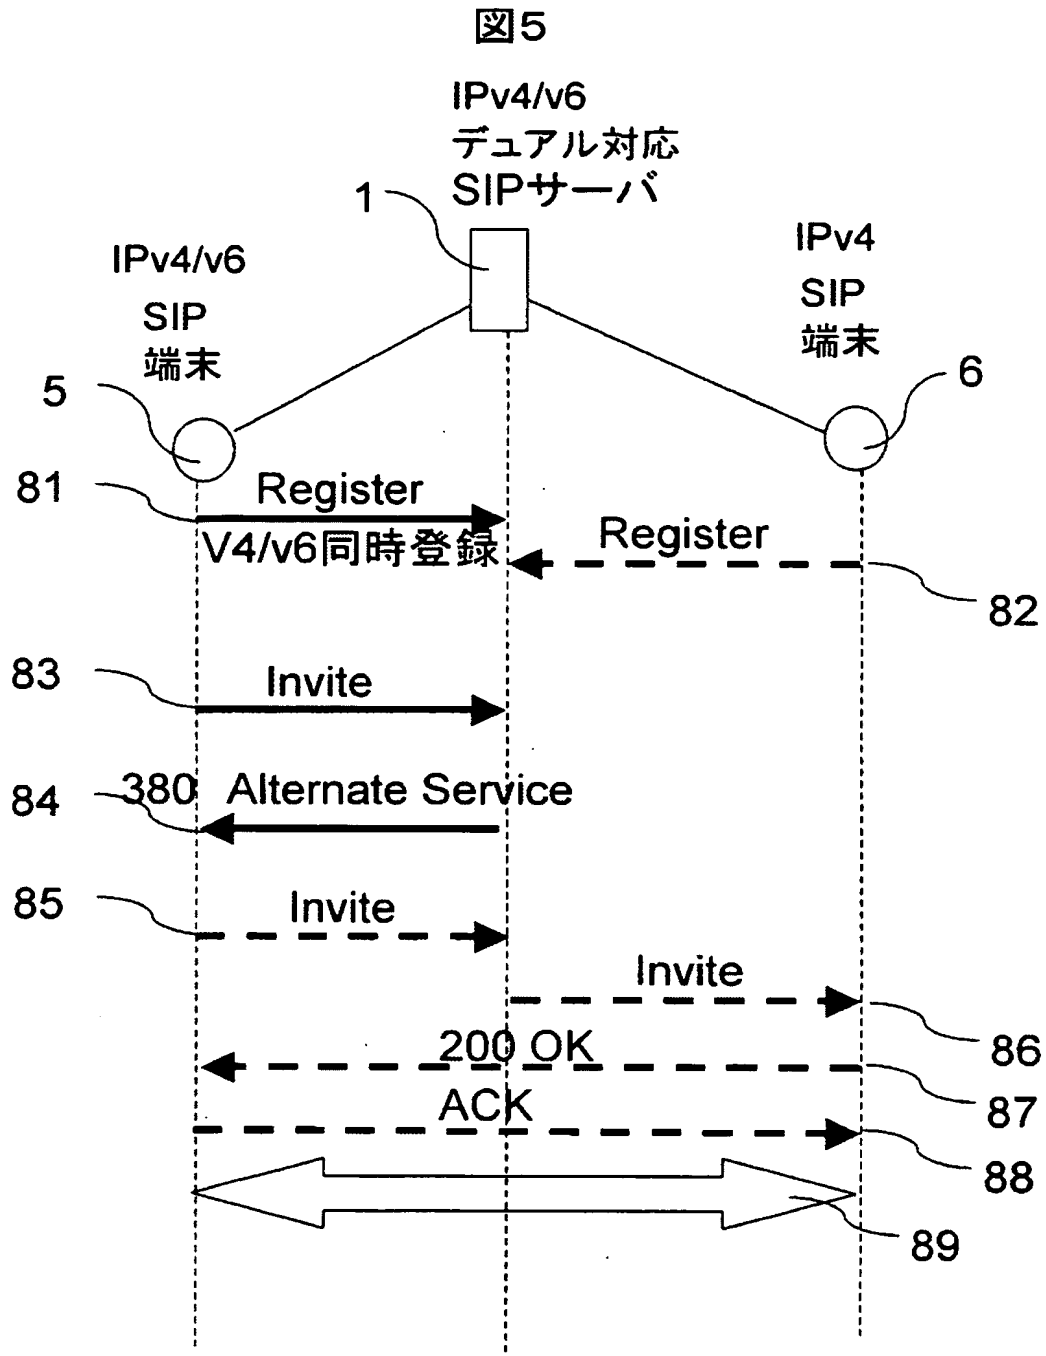 図5
IPv4/v6
デュアル対応
SIPサーバ
1
IPv4/v6
SIP
端末
IPv4
SIP
端末
5
6
81
Register
V4/v6同時登録
Register
82
83
Invite
380 Alternate Service
84
85
Invite
Invite
86
200 OK
87
ACK
88
89